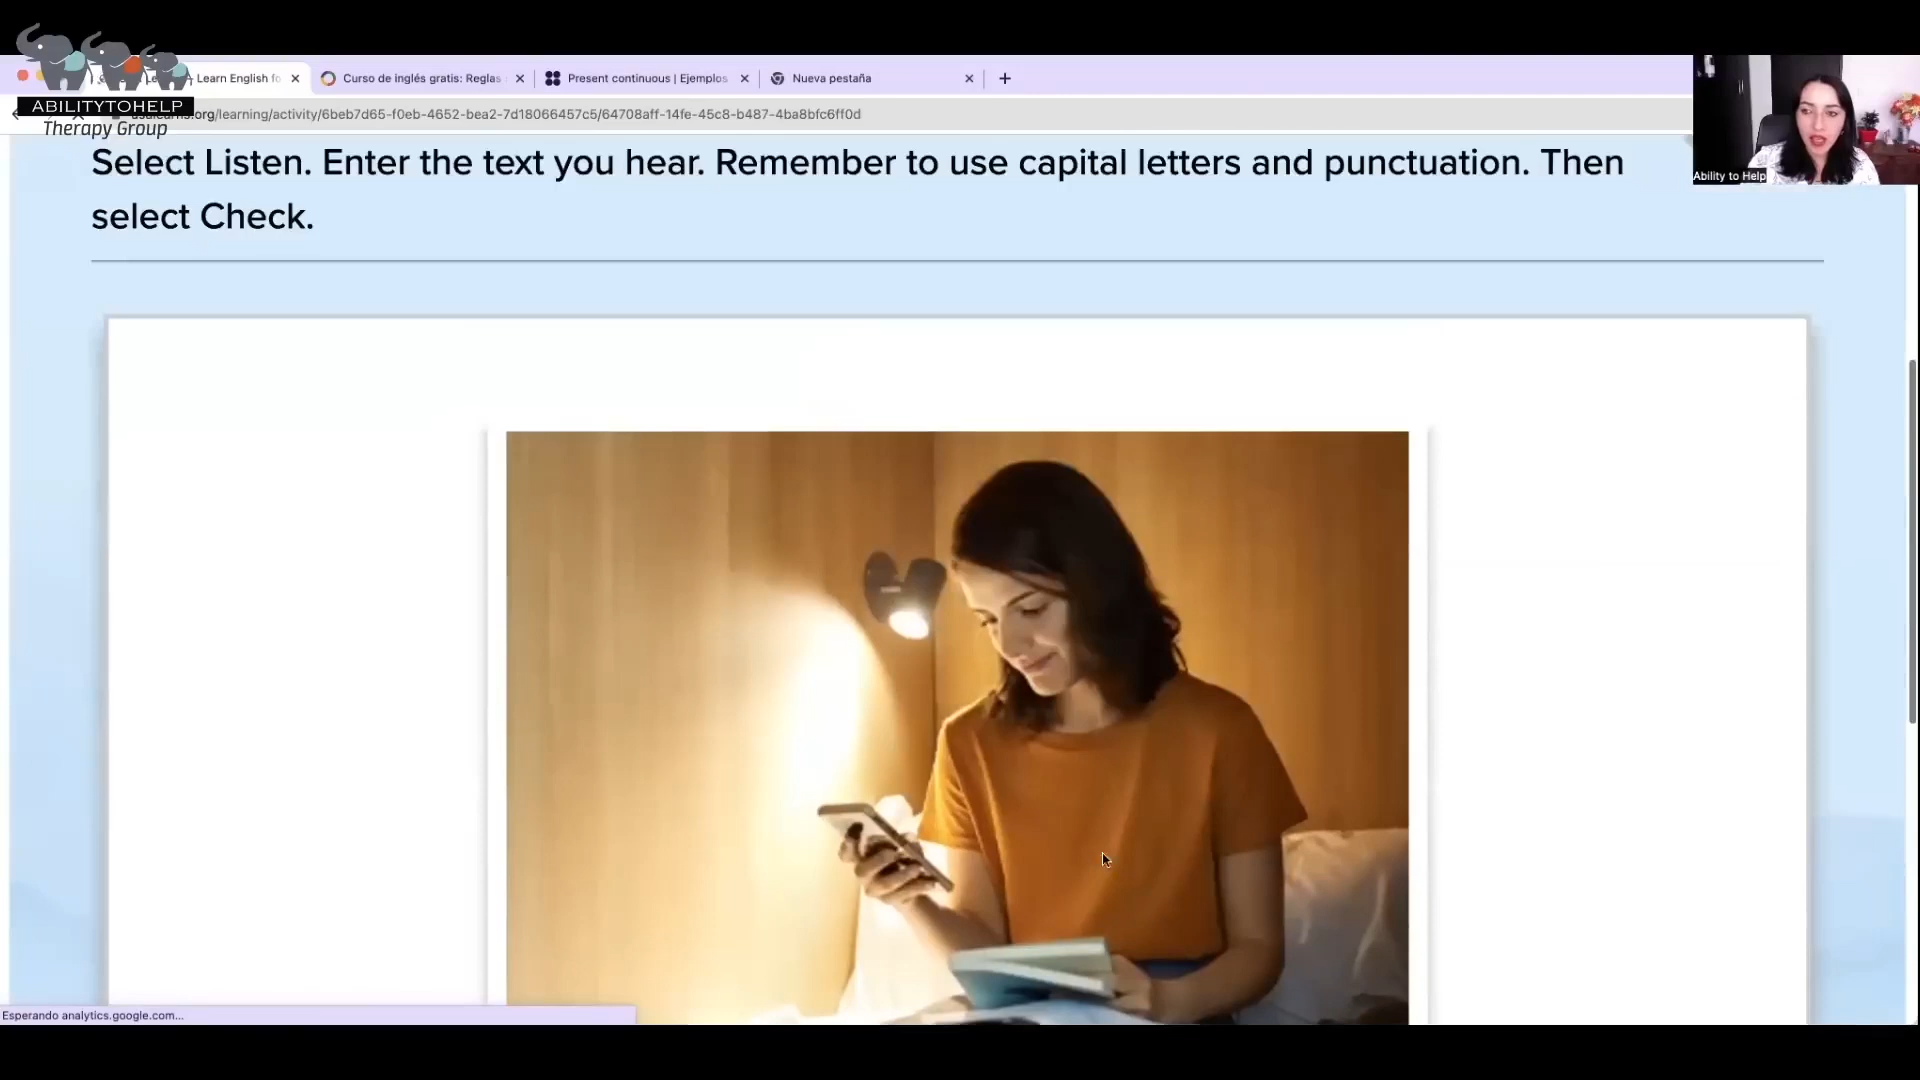 Learn English fo
Curso de inglés gratis: Reglas
Present continuous | Ejemplos
Nueva pestaña
ABILITYTOHELP
Therapy Group
.org/learning/activity/6beb7d65-f0eb-4652-bea2-7d18066457c5/64708aff-14fe-45c8-b487-4ba8bfc6ff0d
Ability to Help
Select Listen. Enter the text you hear. Remember to use capital letters and punctuation. Then
select Check.
Esperando analytics.google.com...